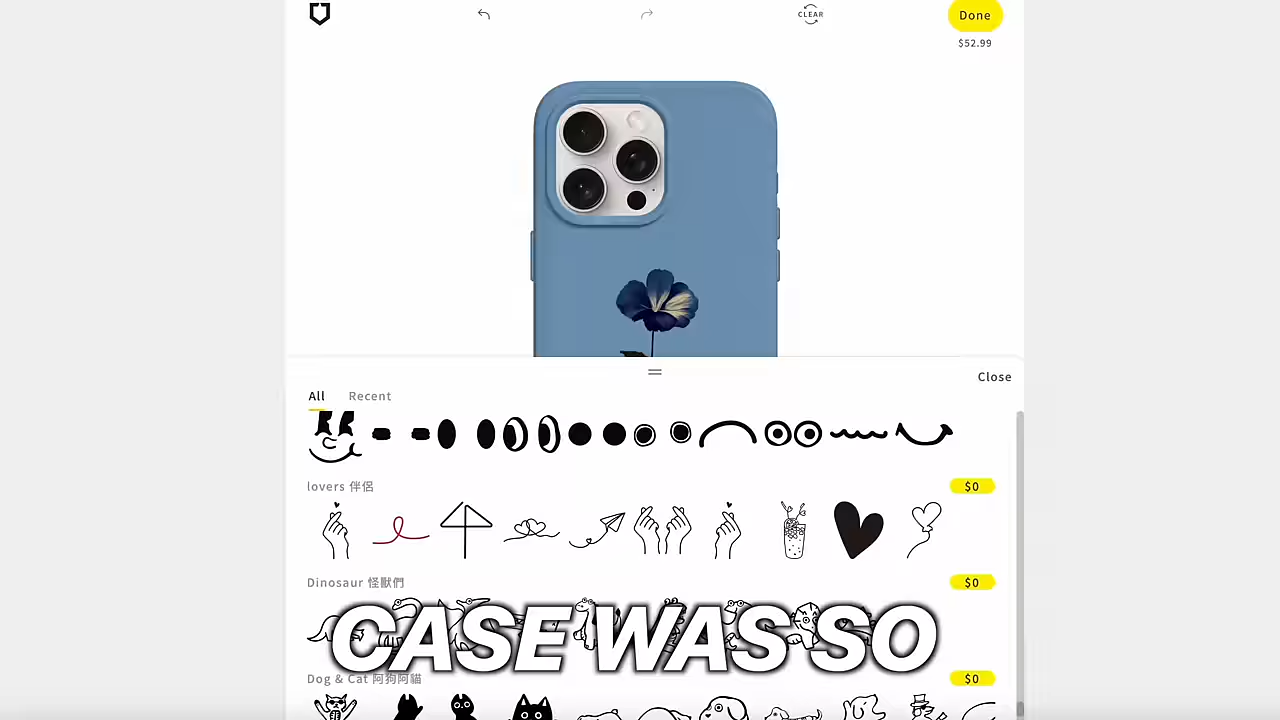 CLEAR
Done
$52.99
Close
All Recent
lovers 伴侶 $0
Dinosaur 怪獸們 $0
CASE WAS SO
Dog & Cat 阿狗阿貓 $0